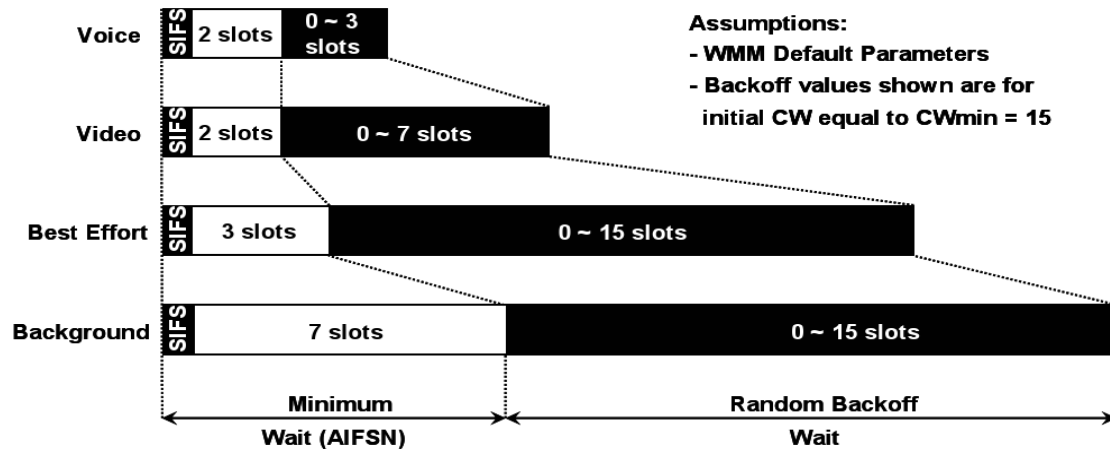 Voice
SIFS
2 slots
0 ~ 3
slots
Assumptions:
- WMM Default Parameters
- Backoff values shown are for
initial CW equal to CWmin = 15
Video
SIFS
2 slots
0 ~ 7 slots
Best Effort
SIFS
3 slots
0 ~ 15 slots
Background
SIFS
7 slots
0 ~ 15 slots
Minimum
Wait (AIFSN)
Random Backoff
Wait